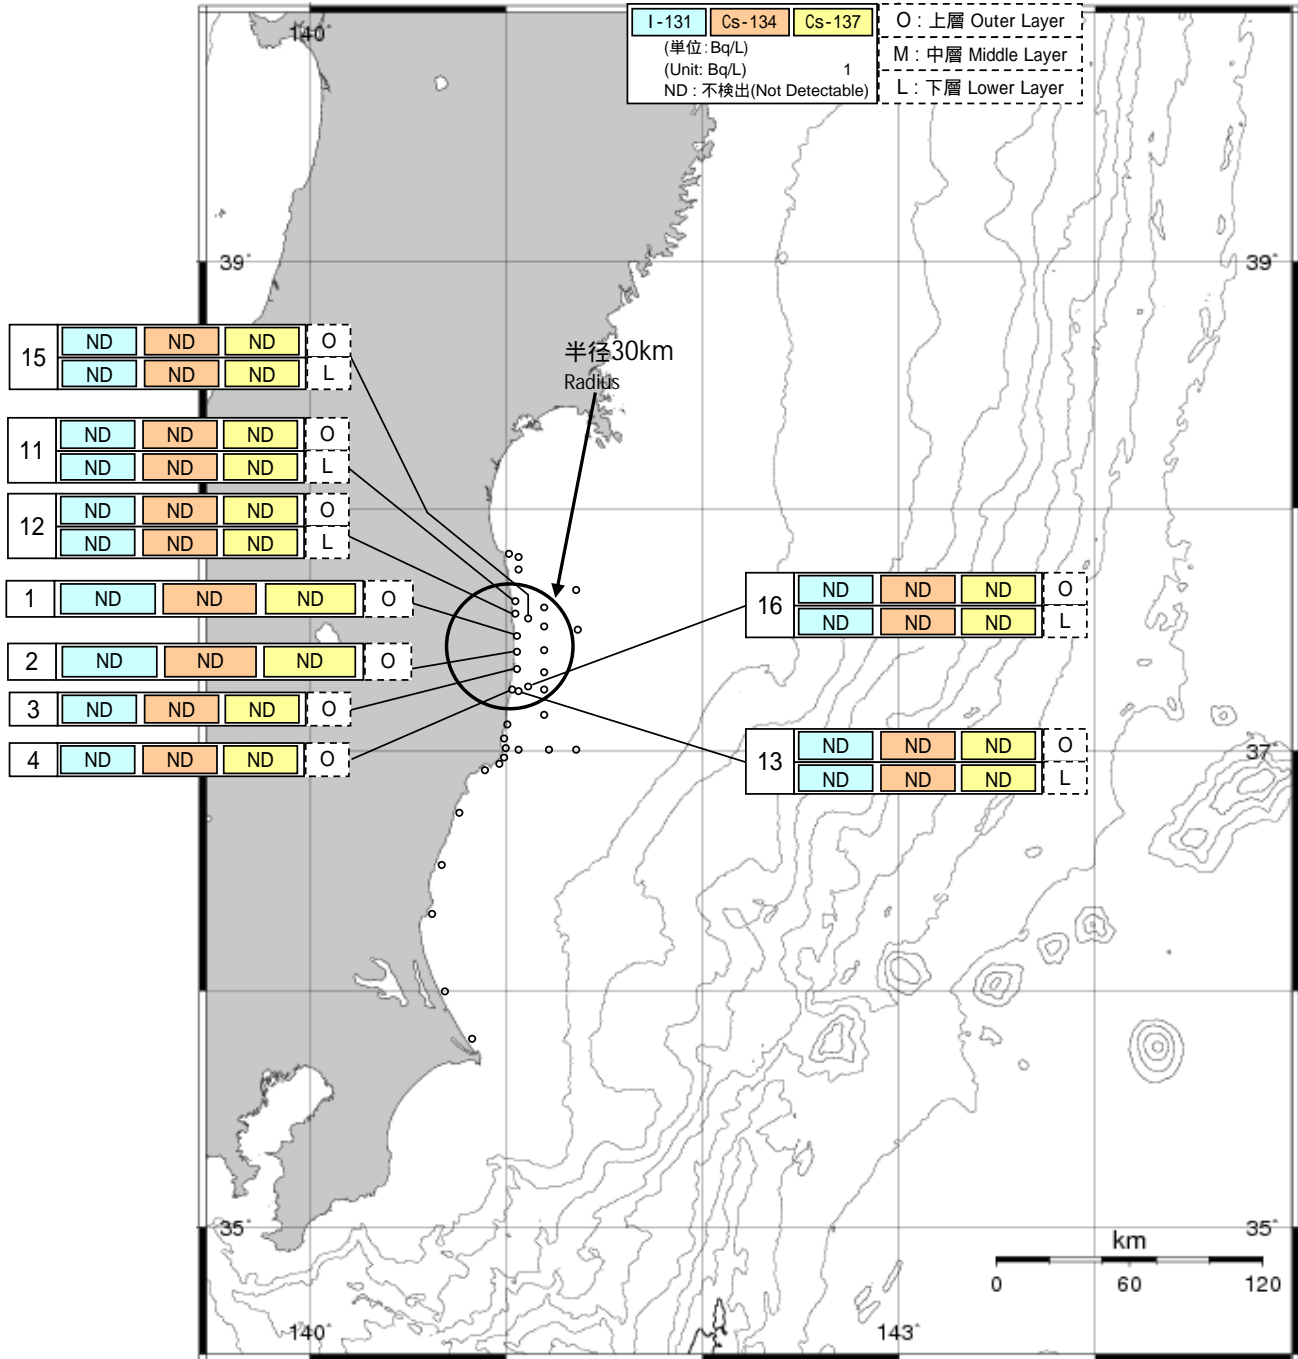 140°
I-131 Cs-134 Cs-137
(単位:Bq/L)
(Unit: Bq/L) 1
ND : 不検出(Not Detectable)
O : 上層 Outer Layer
M : 中層 Middle Layer
L : 下層 Lower Layer
39° 39°
半径30km
Radius
15
ND ND ND O
ND ND ND L
11
ND ND ND O
ND ND ND L
12
ND ND ND O
ND ND ND L
1 ND ND ND O
2 ND ND ND O
3 ND ND ND O
4 ND ND ND O
16
ND ND ND O
ND ND ND L
13
ND ND ND O
ND ND ND L
37°
35° 35°
km
0 60 120
140° 143°